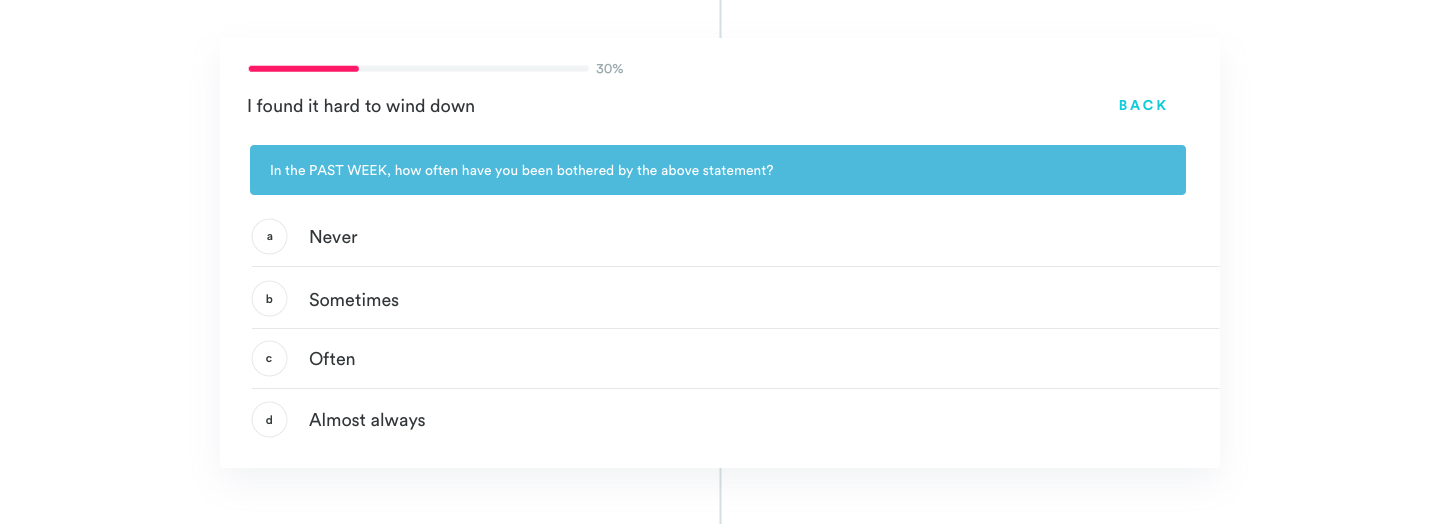 30%
I found it hard to wind down
BACK
In the PAST WEEK, how often have you been bothered by the above statement?
a Never
b Sometimes
c Often
d Almost always